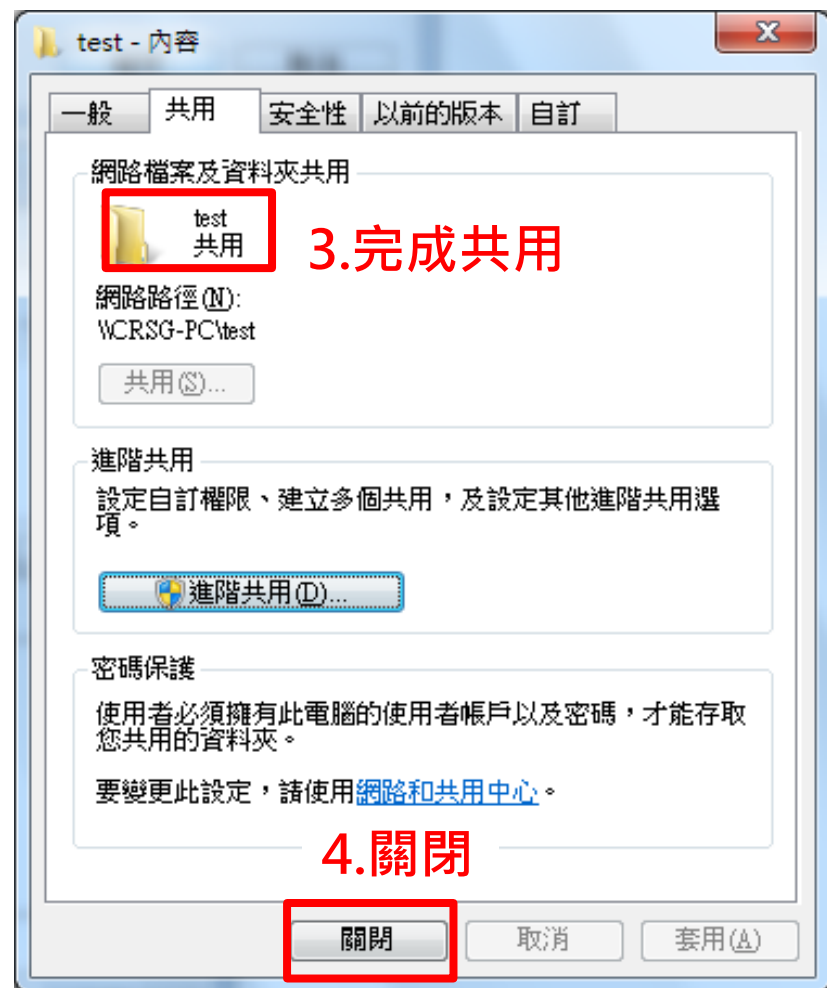 test - 內容
一般 共用 安全性 以前的版本 自訂
網路檔案及資料夾共用
test
共用
3.完成共用
網路路徑(N):
\\CRSG-PC\test
共用(S)...
進階共用
設定自訂權限、建立多個共用，及設定其他進階共用選
項。
進階共用(D)...
密碼保護
使用者必須擁有此電腦的使用者帳戶以及密碼，才能存取
您共用的資料夾。
要變更此設定，請使用網路和共用中心。
4.關閉
關閉 取消 套用(A)